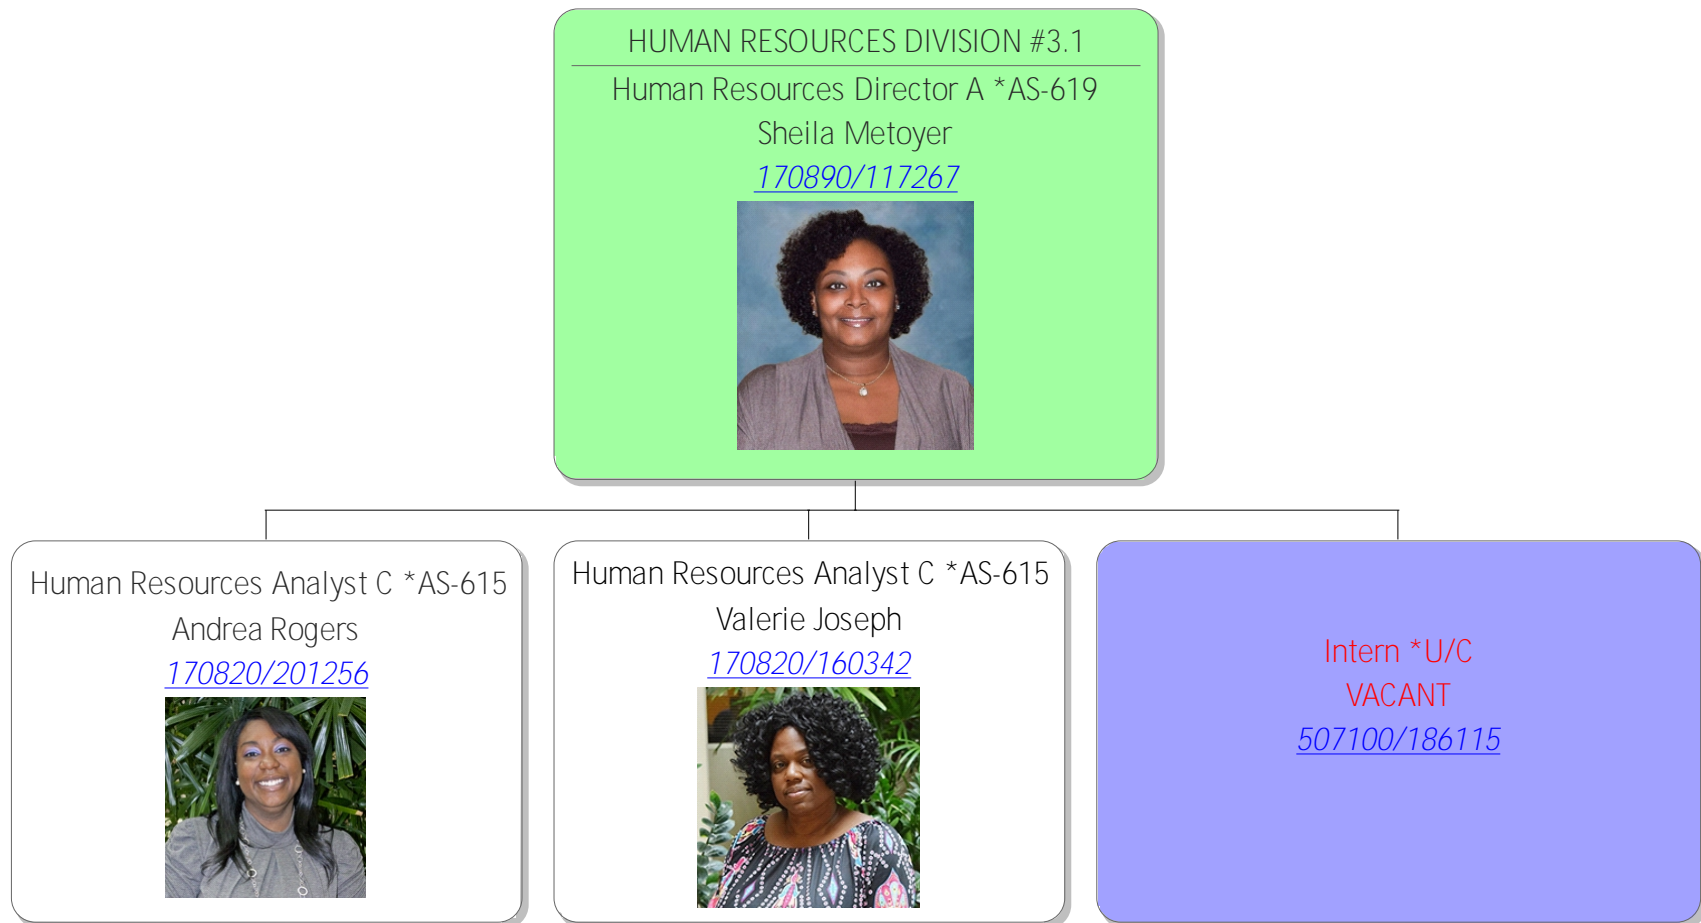 HUMAN RESOURCES DIVISION #3.1
Human Resources Director A *AS-619
Sheila Metoyer
170890/117267
Human Resources Analyst C *AS-615
Andrea Rogers
170820/201256
Human Resources Analyst C *AS-615
Valerie Joseph
170820/160342
Intern *U/C
VACANT
507100/186115